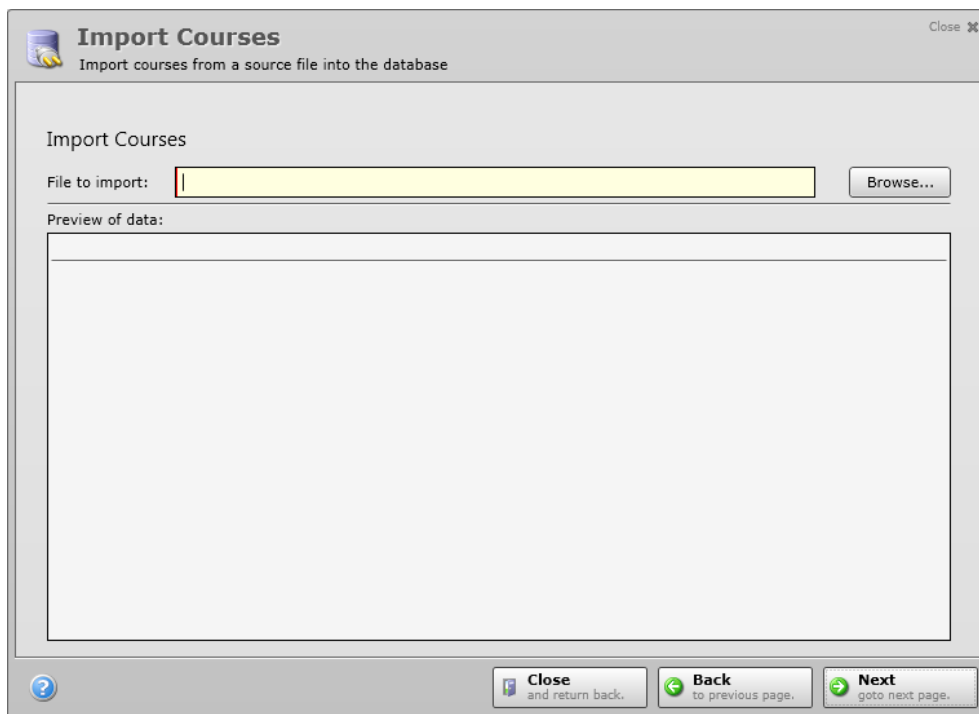 Import Courses
Close
Import courses from a source file into the database
Import Courses
File to import:
Browse...
Preview of data:
Close
and return back.
Back
to previous page.
Next
goto next page.